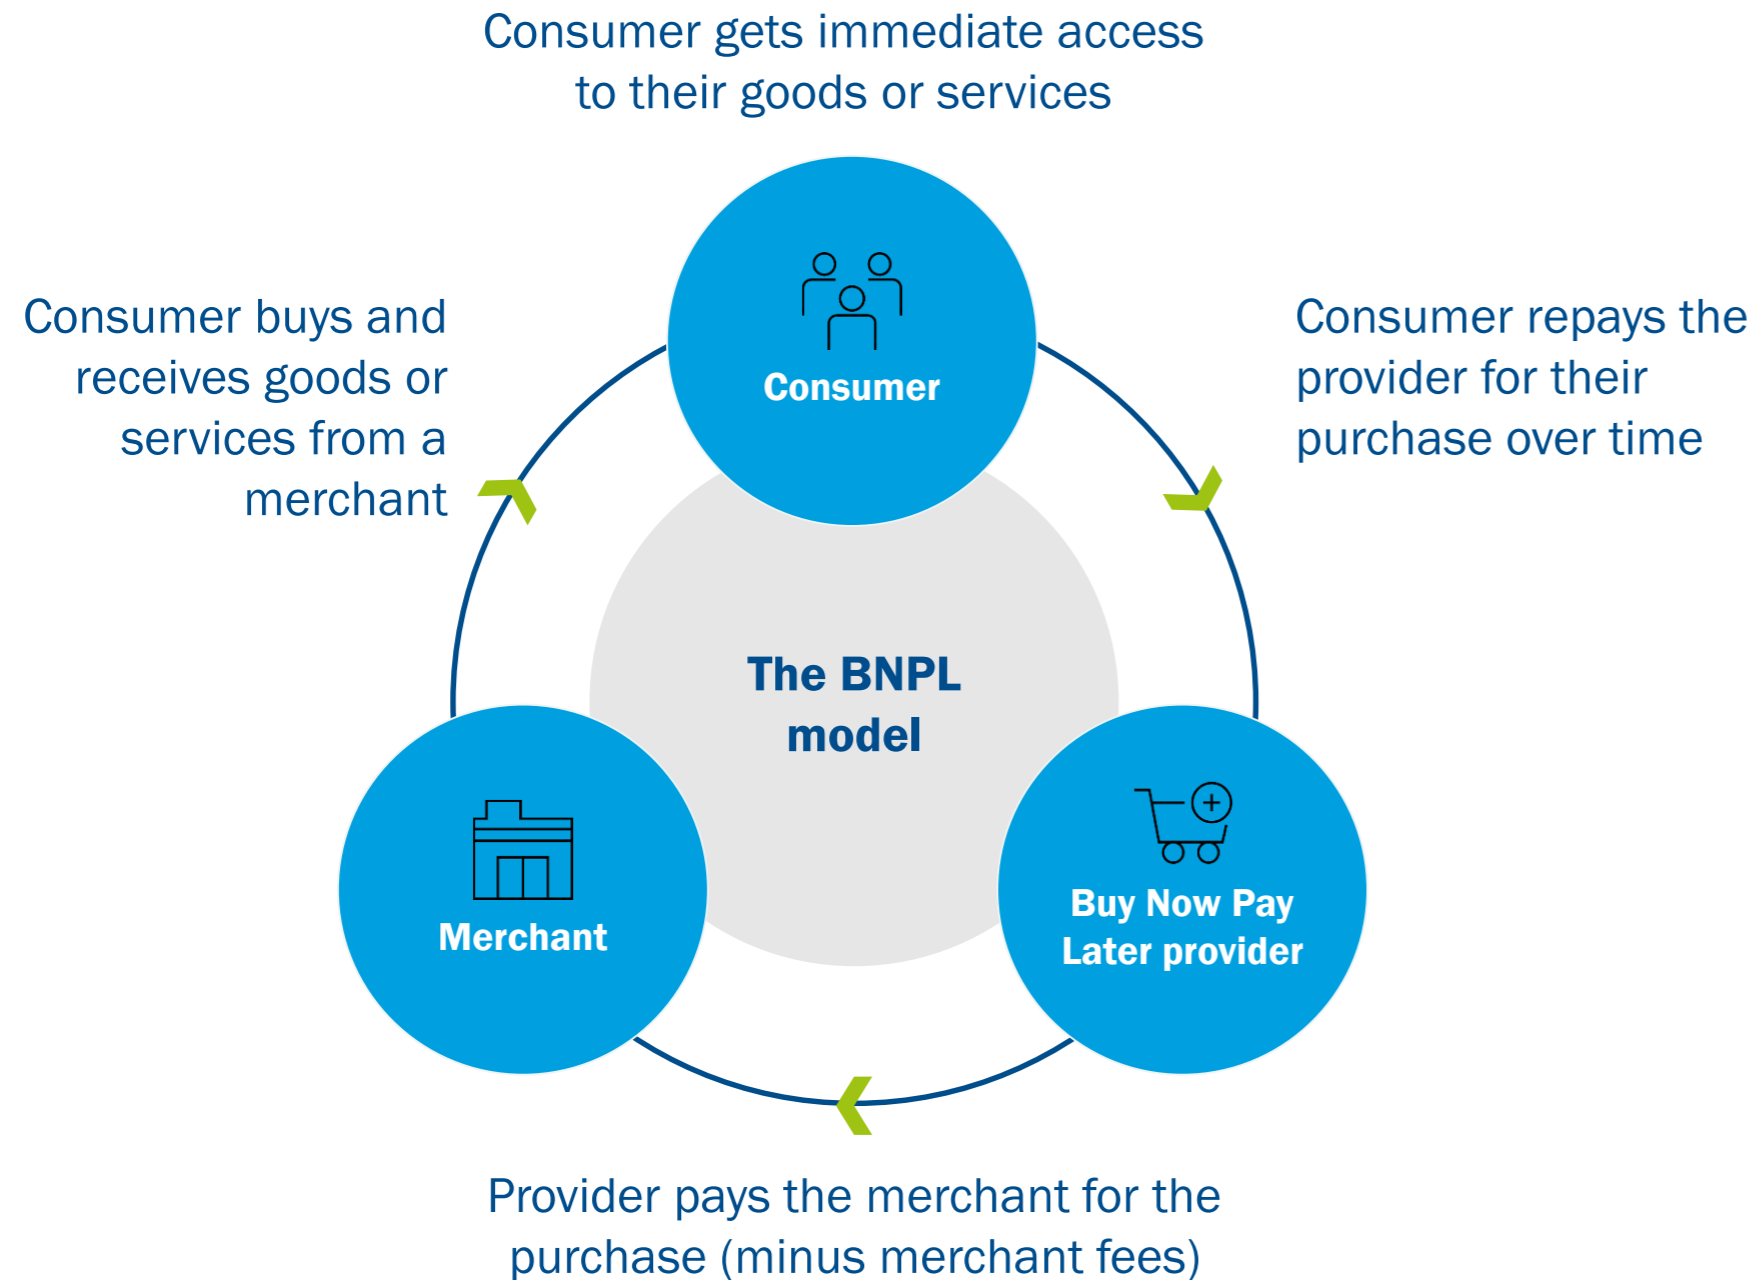 Consumer gets immediate access
to their goods or services
Consumer buys and
receives goods or
services from a
merchant
Consumer
Consumer repays the
provider for their
purchase over time
The BNPL
model
Merchant
Buy Now Pay
Later provider
Provider pays the merchant for the
purchase (minus merchant fees)